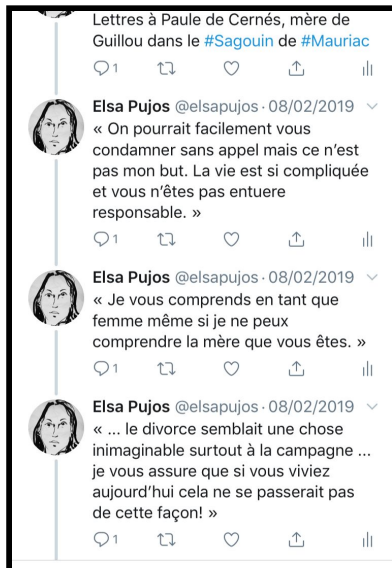 Lettres à Paule de Cernés, mère de
Guillou dans le #Sagouin de #Mauriac
1
Elsa Pujos @elsapujos · 08/02/2019
« On pourrait facilement vous
condamner sans appel mais ce n’est
pas mon but. La vie est si compliquée
et vous n’êtes pas entuere
responsable. »
1
Elsa Pujos @elsapujos · 08/02/2019
« Je vous comprends en tant que
femme même si je ne peux
comprendre la mère que vous êtes. »
1
Elsa Pujos @elsapujos · 08/02/2019
« ... le divorce semblait une chose
inimaginable surtout à la campagne ...
je vous assure que si vous viviez
aujourd’hui cela ne se passerait pas
de cette façon! »
1